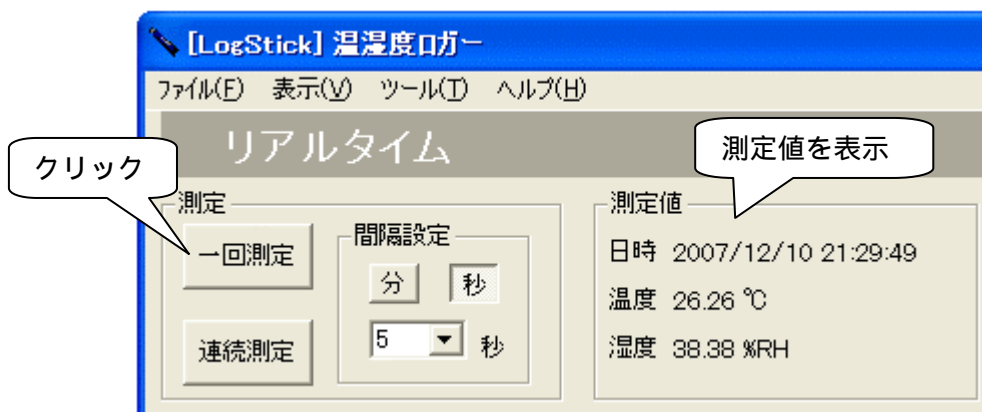 [LogStick] 温湿度ロガー
ファイル(F) 表示(V) ツール(T) ヘルプ(H)
リアルタイム
クリック
測定値を表示
測定
一回測定
連続測定
間隔設定
分 秒
5 秒
測定値
日時 2007/12/10 21:29:49
温度 26.26 ℃
湿度 38.38 %RH